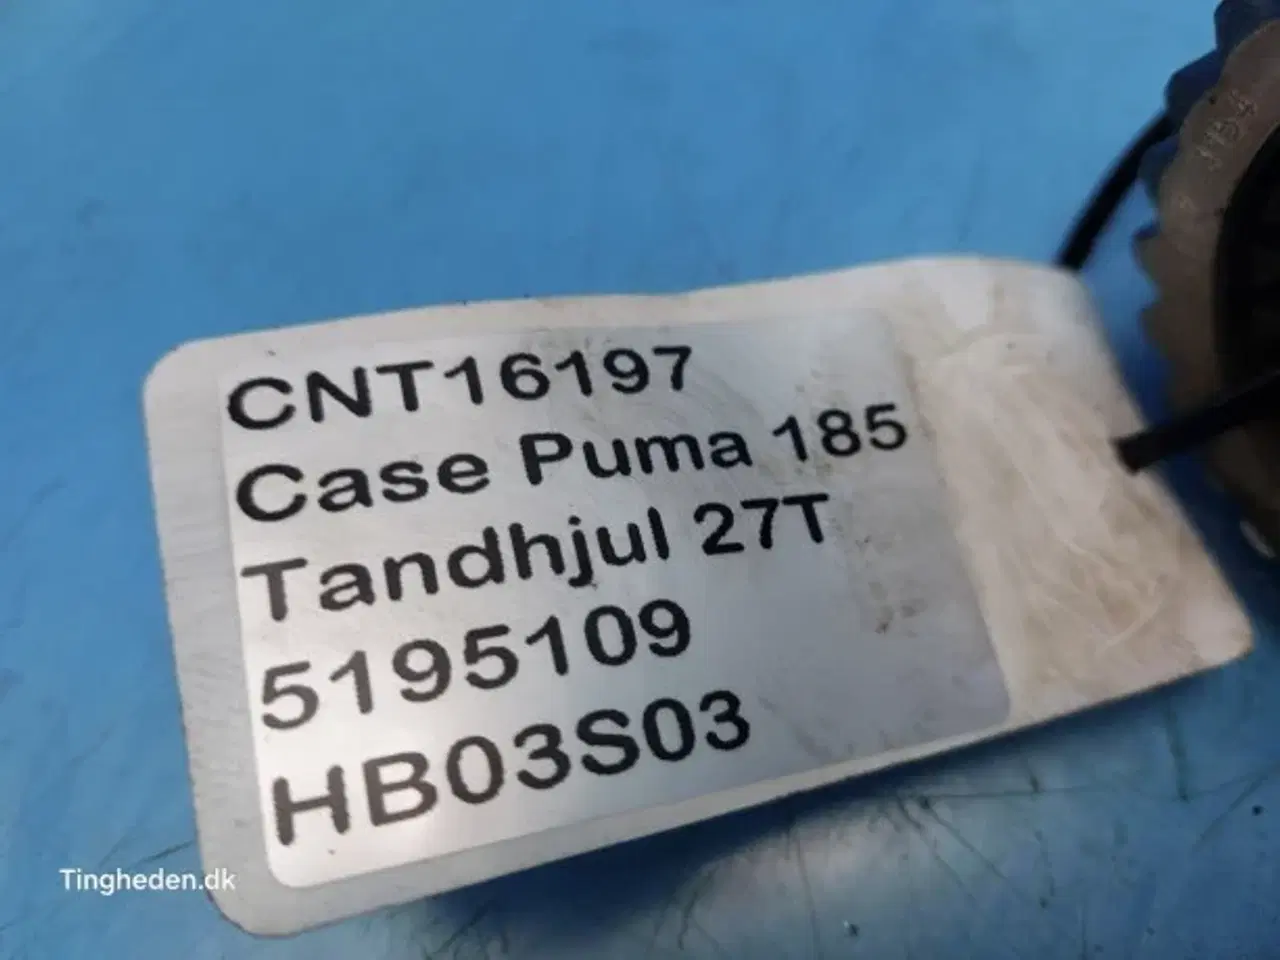 CNT16197
Case Puma 185
Tandhjul 27T
5195109
HB03S03
Tingheden.dk